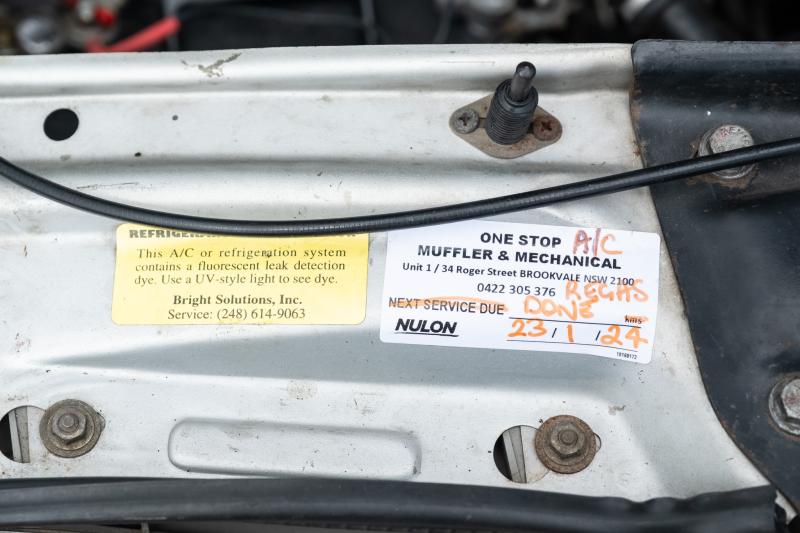 This A/C or refrigeration system
contains a fluorescent leak detection
dye. Use a UV-style light to see dye.
Bright Solutions, Inc.
Service: (248) 614-9063
ONE STOP A/C
MUFFLER & MECHANICAL
Unit 1 / 34 Roger Street BROOKVALE NSW 2100
0422 305 376 REGAS
NEXT SERVICE DUE DONE kms
NULON 23/1/24